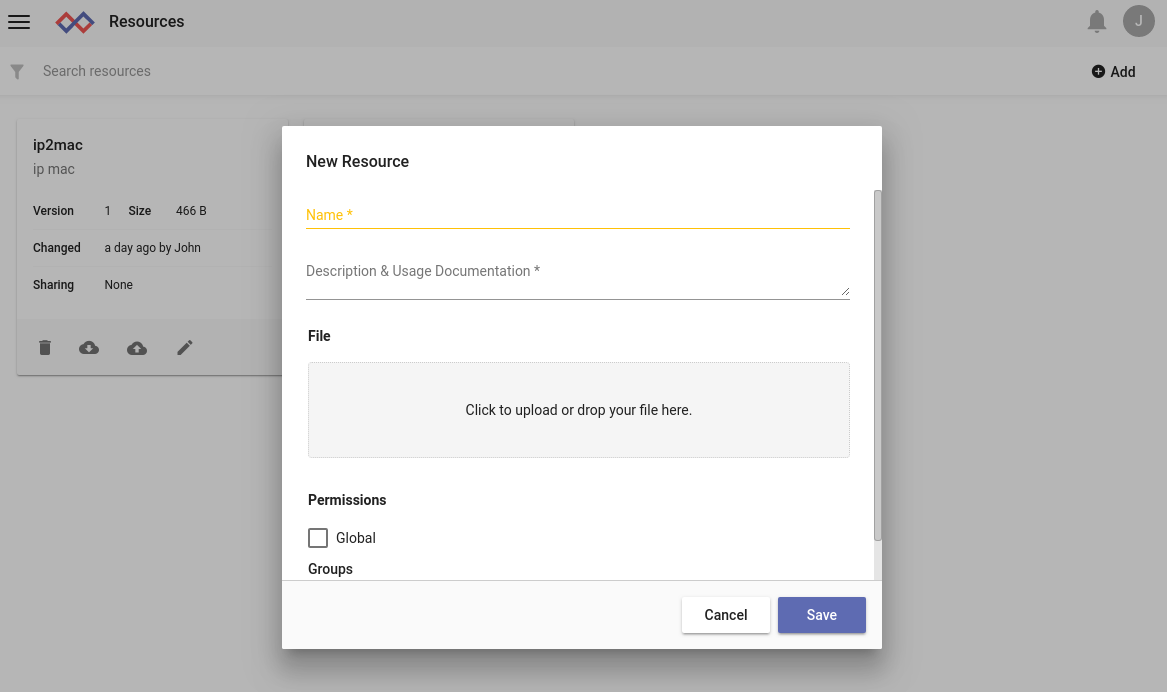 Resources
J
Search resources
Add
ip2mac
ip mac
Version 1 Size 466 B
Changed a day ago by John
Sharing None
New Resource
Name *
Description & Usage Documentation *
File
Click to upload or drop your file here.
Permissions
Global
Groups
Cancel Save